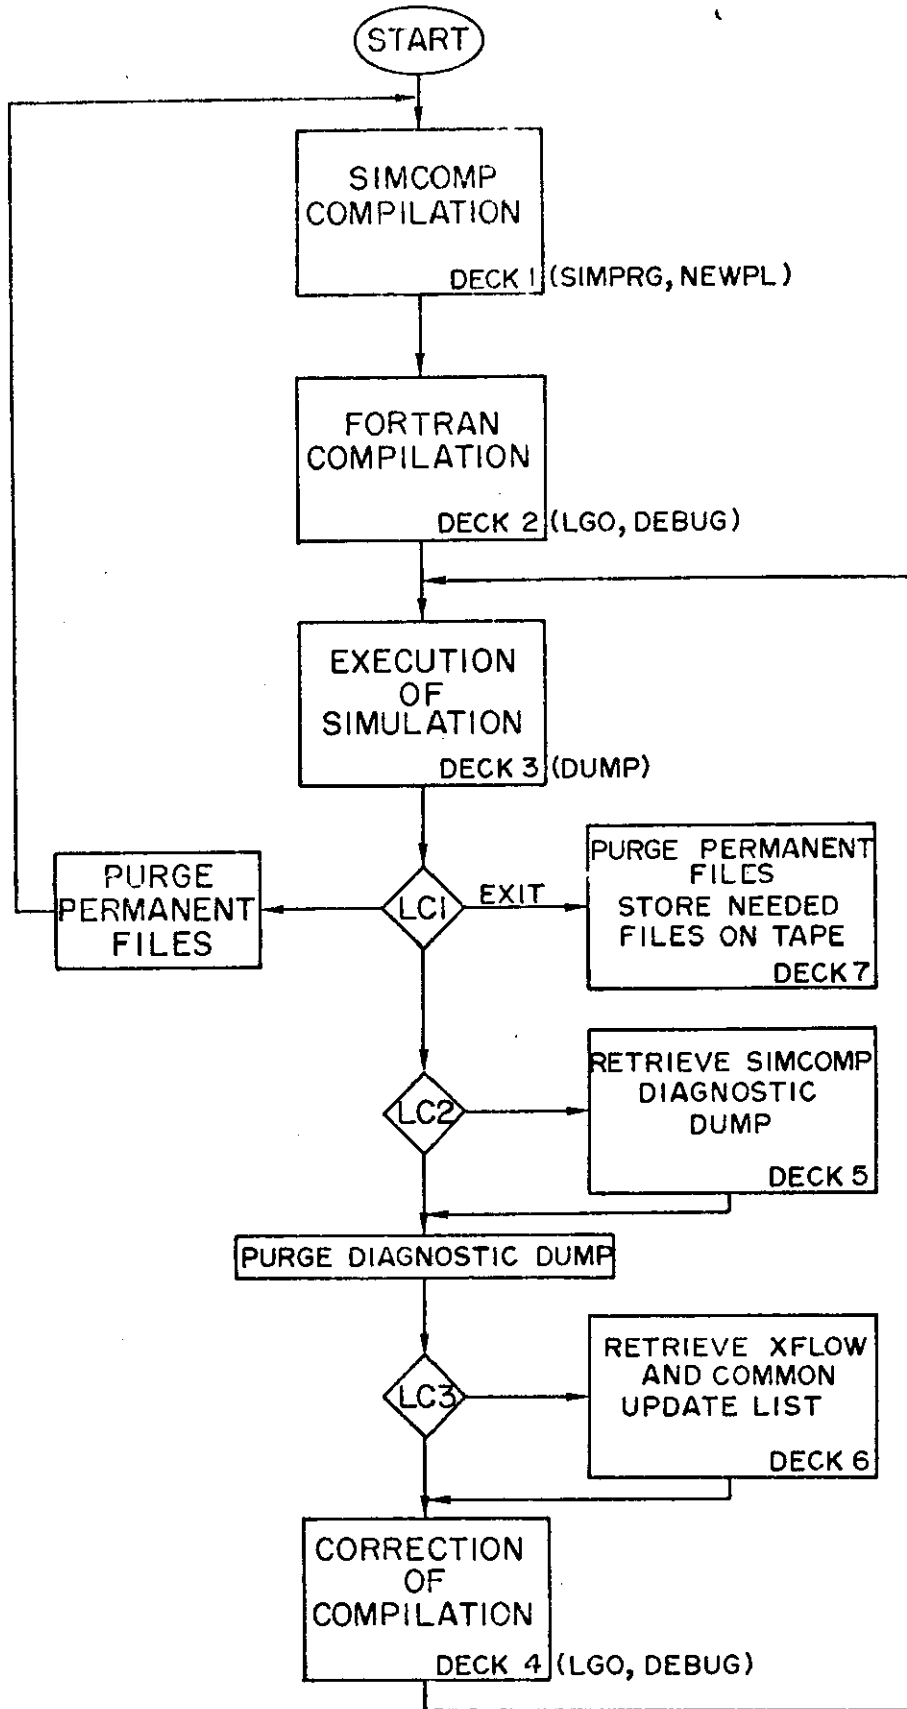 START
SIMCOMP
COMPILATION
DECK 1 (SIMPRG, NEWPL)
FORTRAN
COMPILATION
DECK 2 (LGO, DEBUG)
EXECUTION
OF
SIMULATION
DECK 3 (DUMP)
PURGE
PERMANENT
FILES
LC1
EXIT
PURGE PERMANENT
FILES
STORE NEEDED
FILES ON TAPE
DECK 7
LC2
RETRIEVE SIMCOMP
DIAGNOSTIC
DUMP
DECK 5
PURGE DIAGNOSTIC DUMP
LC3
RETRIEVE XFLOW
AND COMMON
UPDATE LIST
DECK 6
CORRECTION
OF
COMPILATION
DECK 4 (LGO, DEBUG)